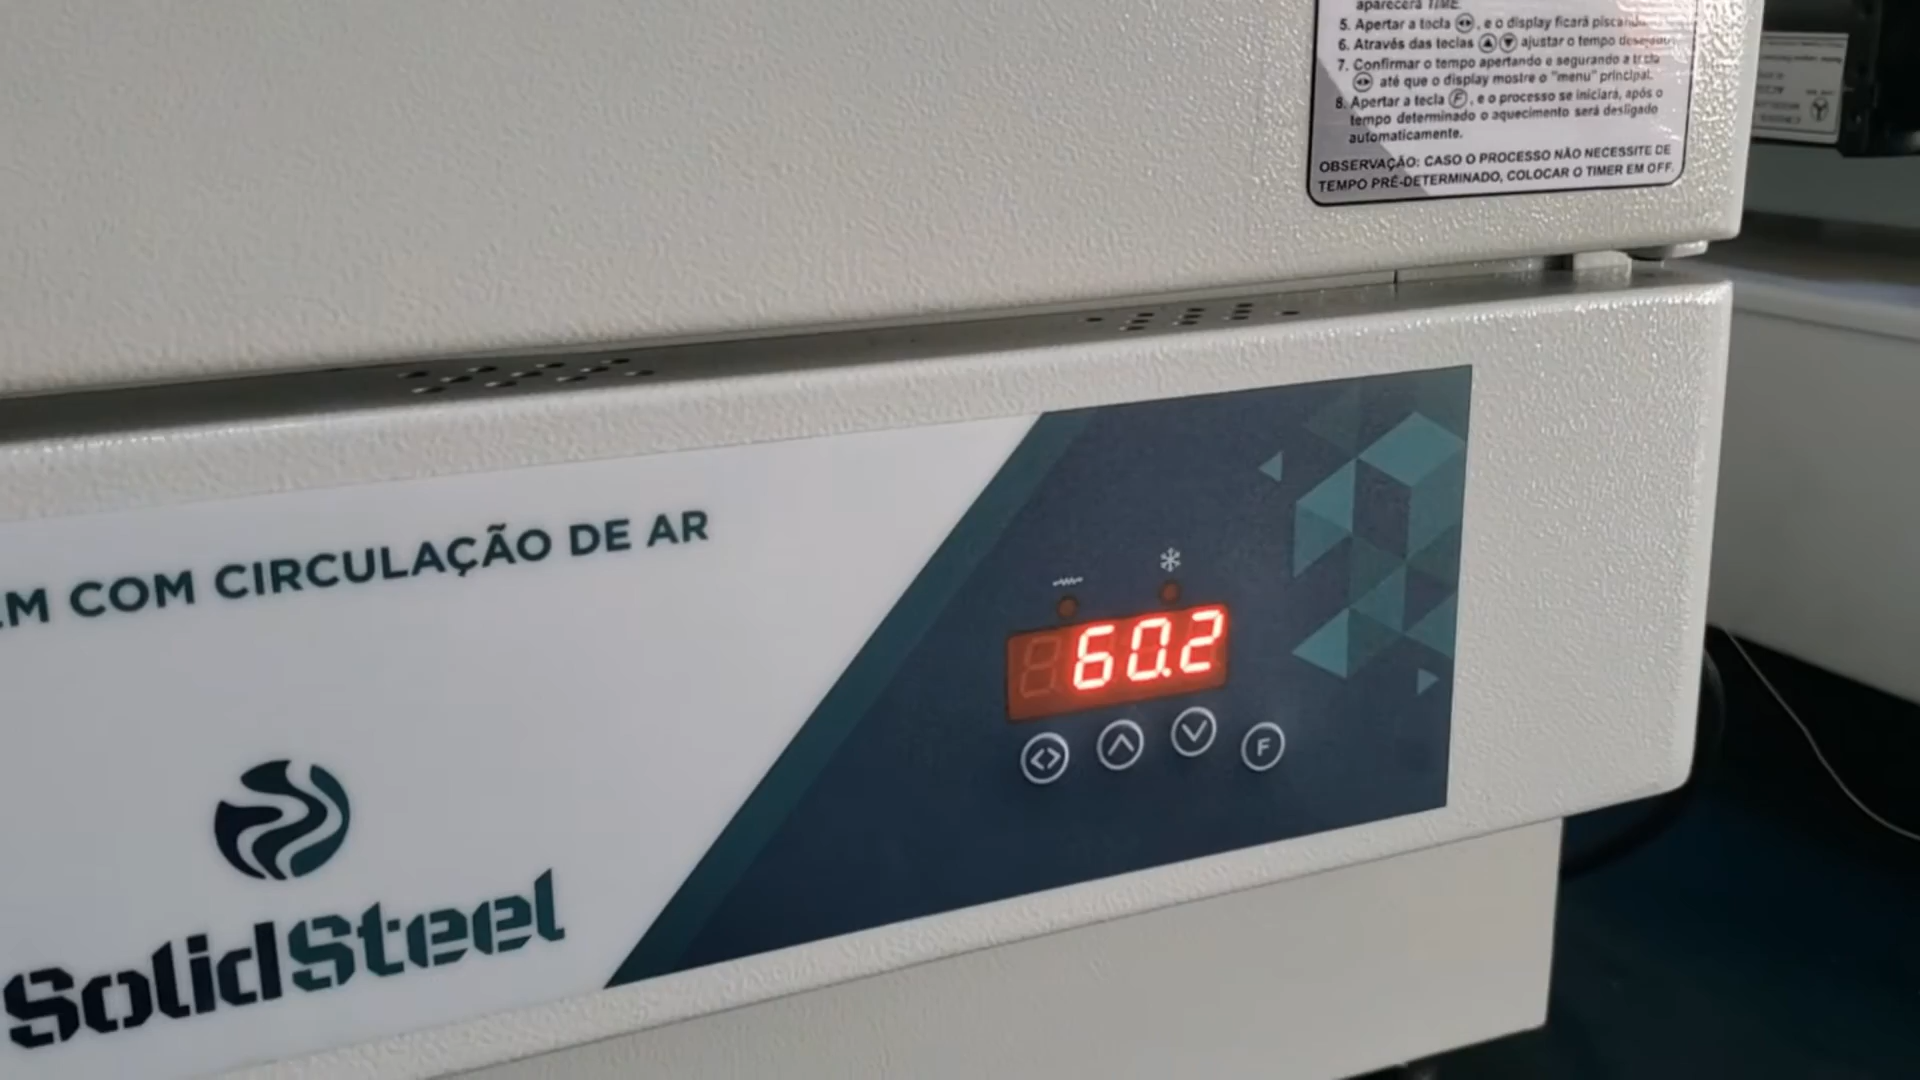 aparecerá TIME
5. Apertar a tecla <>, e o display ficará piscando
6. Através das teclas ▲ ▼ ajustar o tempo desejado.
7. Confirmar o tempo apertando e segurando a tecla
<> até que o display mostre o "menu" principal.
8. Apertar a tecla F, e o processo se iniciará, após o
tempo determinado o aquecimento será desligado
automaticamente.
OBSERVAÇÃO: CASO O PROCESSO NÃO NECESSITE DE
TEMPO PRÉ-DETERMINADO, COLOCAR O TIMER EM OFF.
EM COM CIRCULAÇÃO DE AR
60.2
F
SolidSteel